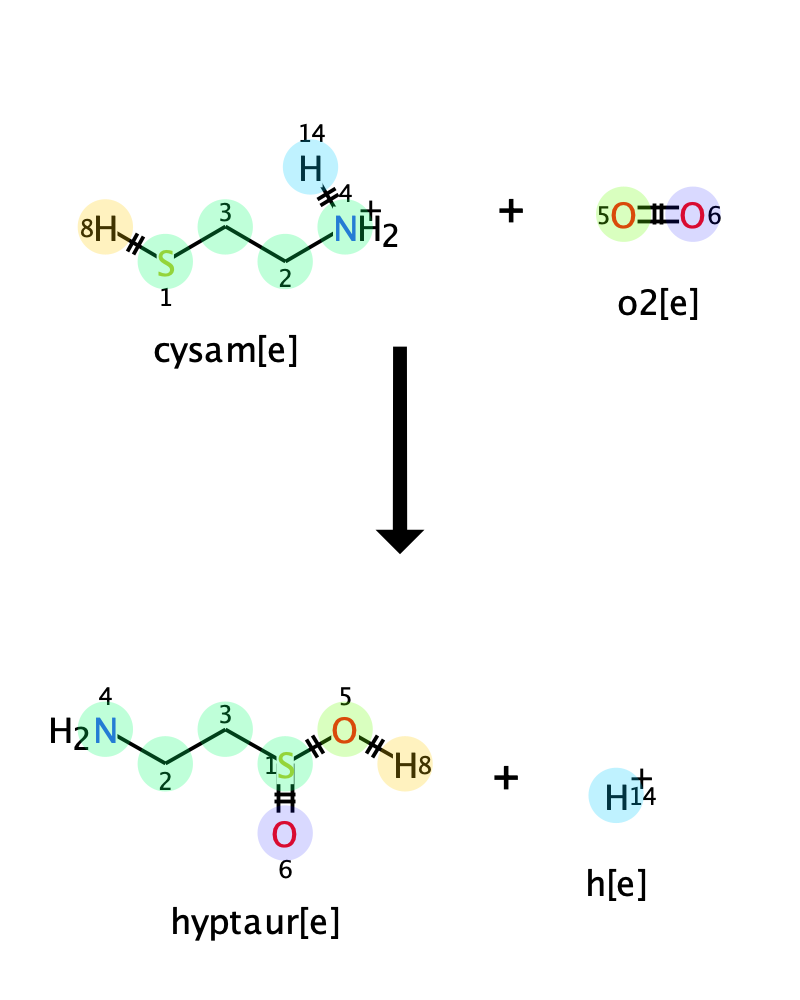 14
H
4
8H
3
NH2+
+
5O
O6
S
1
2
cysam[e]
o2[e]
4
H2N
3
5
O
1S
H8
2
+
H14+
O
6
hyptaur[e]
h[e]